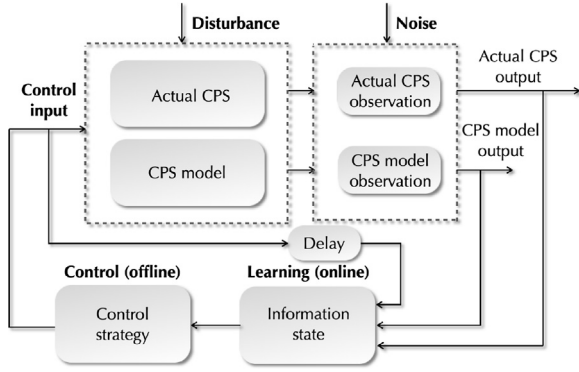 Disturbance
Noise
Control
input
Actual CPS
CPS model
Actual CPS
observation
CPS model
observation
Actual CPS
output
CPS model
output
Delay
Control (offline)
Learning (online)
Control
strategy
Information
state